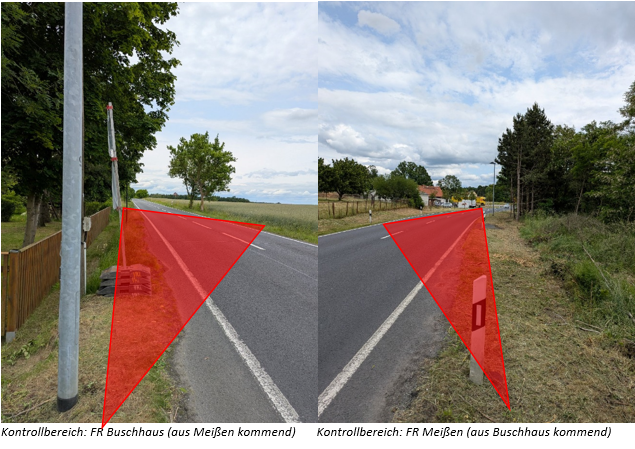 Kontrollbereich: FR Buschhaus (aus Meißen kommend)
Kontrollbereich: FR Meißen (aus Buschhaus kommend)